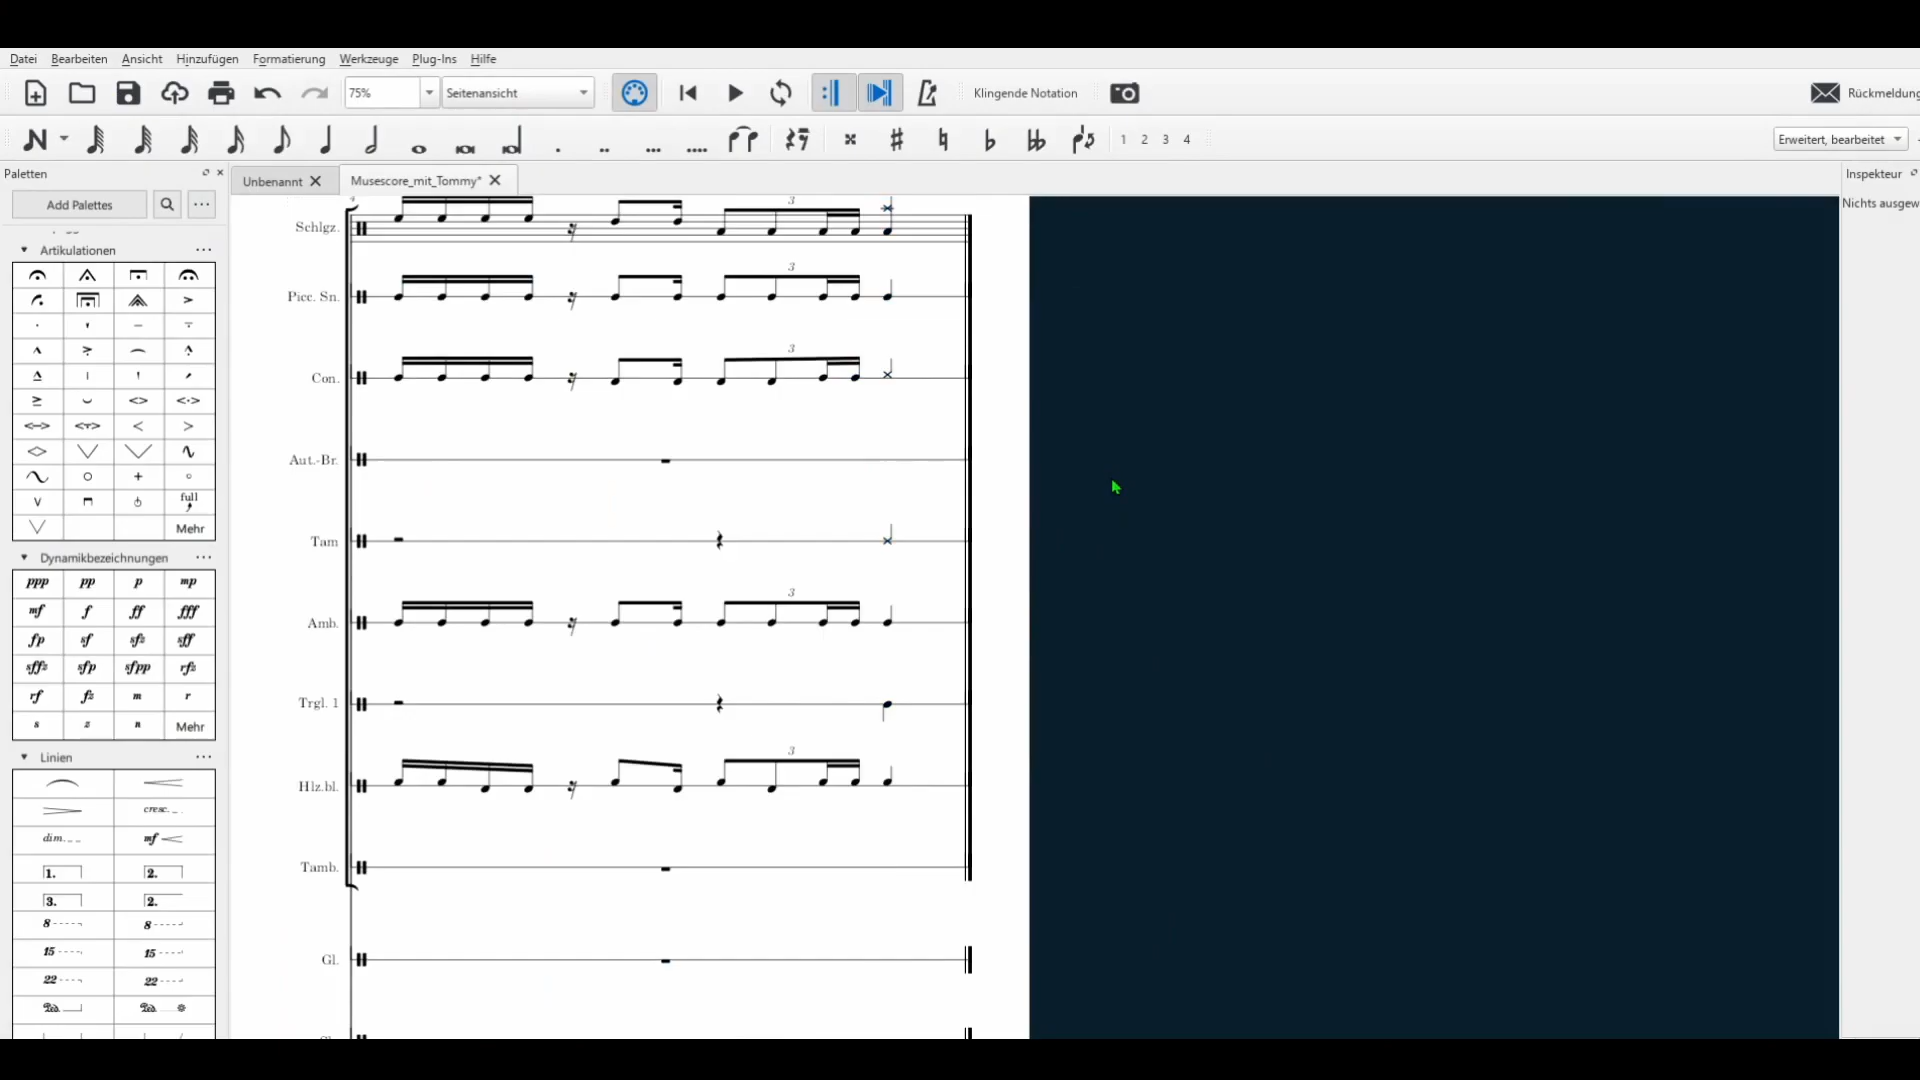 Datei Bearbeiten Ansicht Hinzufügen Formatierung Werkzeuge Plug-Ins Hilfe
75% Seitenansicht Klingende Notation Rückmeldung
1 2 3 4 Erweitert, bearbeitet
Paletten Unbenannt Musescore_mit_Tommy* Inspekteur
Add Palettes Nichts ausgew
Artikulationen
full
Mehr
Dynamikbezeichnungen
ppp pp p mp
mf f ff fff
fp sf sfz sff
sffz sfp sfpp rfz
rf fz m r
s z n Mehr
Linien
cresc.
dim. mf
1. 2.
3. 2.
8 8
15 15
22 22
Schlgz. 3
Picc. Sn. 3
Con. 3
Aut.-Br.
Tam
Amb. 3
Trgl. 1
Hlz.bl. 3
Tamb.
Gl.